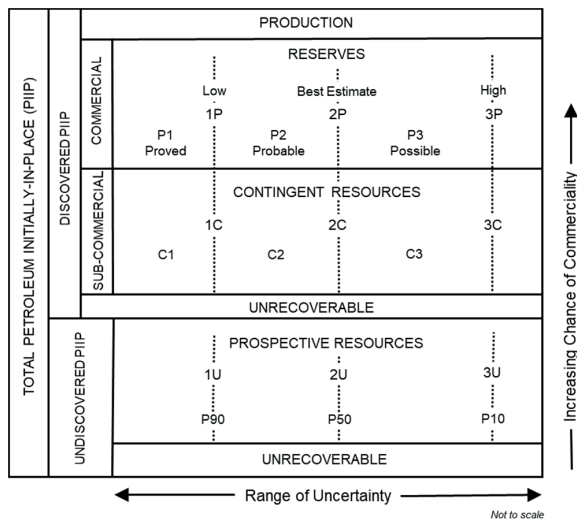 TOTAL PETROLEUM INITIALLY-IN-PLACE (PIIP)
DISCOVERED PIIP
COMMERCIAL
PRODUCTION
RESERVES
Low Best Estimate High
1P 2P 3P
P1 P2 P3
Proved Probable Possible
SUB-COMMERCIAL
CONTINGENT RESOURCES
1C 2C 3C
C1 C2 C3
UNRECOVERABLE
UNDISCOVERED PIIP
PROSPECTIVE RESOURCES
1U 2U 3U
P90 P50 P10
UNRECOVERABLE
Increasing Chance of Commerciality
Range of Uncertainty
Not to scale